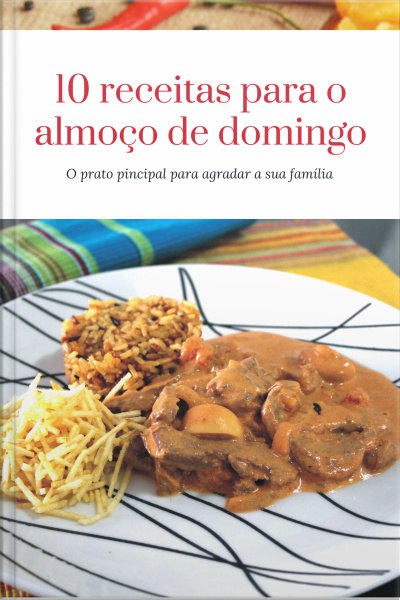 10 receitas para o
almoço de domingo
O prato pincipal para agradar a sua família